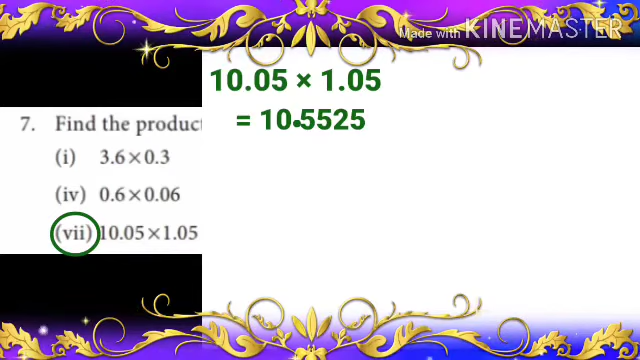 Made with KINEMASTER
10.05 × 1.05
= 10.5525
7. Find the product
(i) 3.6×0.3
(iv) 0.6×0.06
(vii) 10.05×1.05